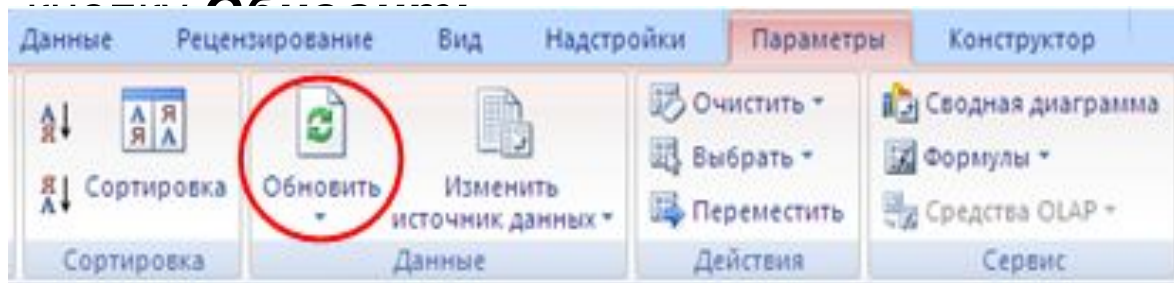 Данные Рецензирование Вид Надстройки Параметры Конструктор
Сортировка
Обновить
Изменить источник данных
Очистить
Выбрать
Переместить
Сводная диаграмма
Формулы
Средства OLAP
Сортировка Данные Действия Сервис